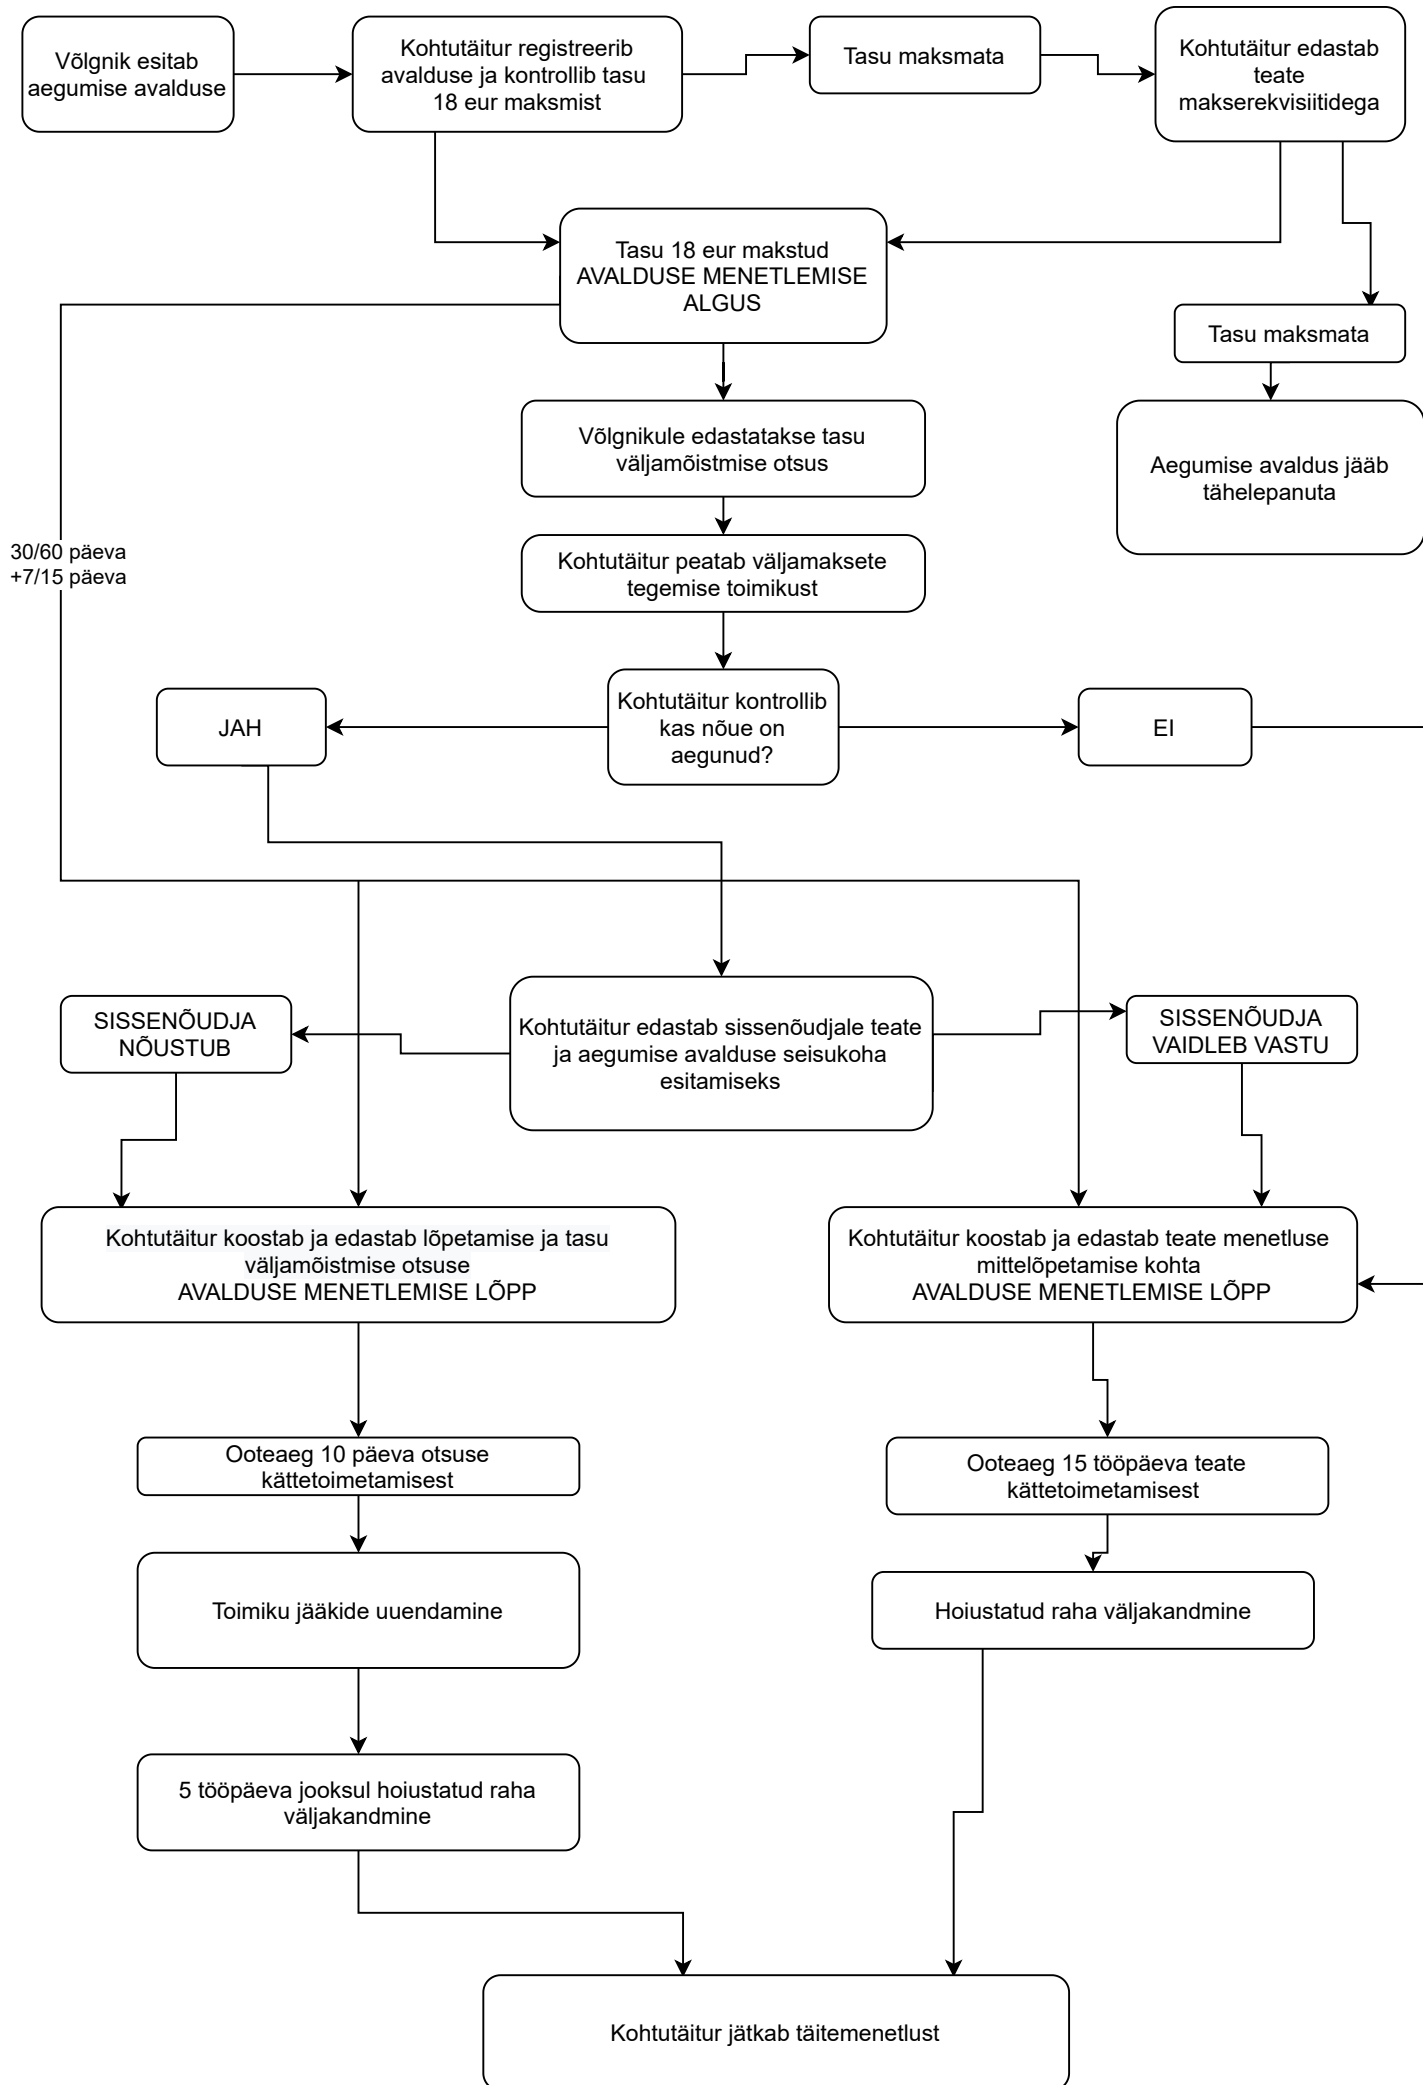 Võlgnik esitab
aegumise avalduse
Kohtutäitur registreerib
avalduse ja kontrollib tasu
18 eur maksmist
Tasu maksmata
Kohtutäitur edastab
teate
makserekvisiitidega
Tasu 18 eur makstud
AVALDUSE MENETLEMISE
ALGUS
Tasu maksmata
Võlgnikule edastatakse tasu
väljamõistmise otsus
Aegumise avaldus jääb
tähelepanuta
30/60 päeva
+7/15 päeva
Kohtutäitur peatab väljamaksete
tegemise toimikust
JAH
Kohtutäitur kontrollib
kas nõue on
aegunud?
EI
SISSENÕUDJA
NÕUSTUB
Kohtutäitur edastab sissenõudjale teate
ja aegumise avalduse seisukoha
esitamiseks
SISSENÕUDJA
VAIDLEB VASTU
Kohtutäitur koostab ja edastab lõpetamise ja tasu
väljamõistmise otsuse
AVALDUSE MENETLEMISE LÕPP
Kohtutäitur koostab ja edastab teate menetluse
mittelõpetamise kohta
AVALDUSE MENETLEMISE LÕPP
Ooteaeg 10 päeva otsuse
kättetoimetamisest
Ooteaeg 15 tööpäeva teate
kättetoimetamisest
Toimiku jääkide uuendamine
Hoiustatud raha väljakandmine
5 tööpäeva jooksul hoiustatud raha
väljakandmine
Kohtutäitur jätkab täitemenetlust